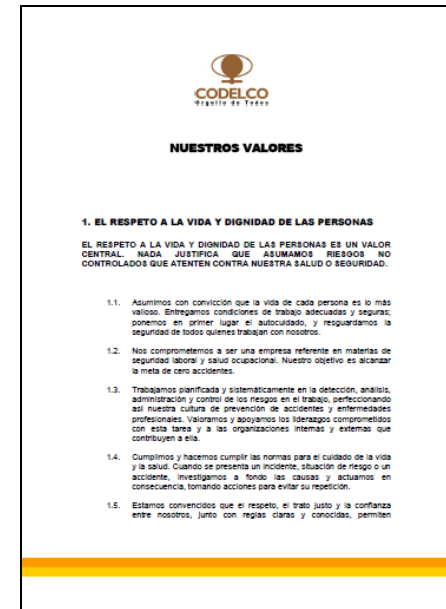 CODELCO
Orgullo de Todos
NUESTROS VALORES
1. EL RESPETO A LA VIDA Y DIGNIDAD DE LAS PERSONAS
EL RESPETO A LA VIDA Y DIGNIDAD DE LAS PERSONAS ES UN VALOR
CENTRAL. NADA JUSTIFICA QUE ASUMAMOS RIESGOS NO
CONTROLADOS QUE ATENTEN CONTRA NUESTRA SALUD O SEGURIDAD.
1.1. Asumimos con convicción que la vida de cada persona es lo más
valioso. Entregamos condiciones de trabajo adecuadas y seguras;
ponemos en primer lugar el autocuidado, y resguardamos la
seguridad de todos quienes trabajan con nosotros.
1.2. Nos comprometemos a ser una empresa referente en materias de
seguridad laboral y salud ocupacional. Nuestro objetivo es alcanzar
la meta de cero accidentes.
1.3. Trabajamos planificada y sistemáticamente en la detección, análisis,
administración y control de los riesgos en el trabajo, perfeccionando
así nuestra cultura de prevención de accidentes y enfermedades
profesionales. Valoramos y apoyamos los liderazgos comprometidos
con esta tarea y a las organizaciones internas y externas que
contribuyen a ella.
1.4. Cumplimos y hacemos cumplir las normas para el cuidado de la vida
y la salud. Cuando se presenta un incidente, situación de riesgo o un
accidente, investigamos a fondo las causas y actuamos en
consecuencia, tomando acciones para evitar su repetición.
1.5. Estamos convencidos que el respeto, el trato justo y la confianza
entre nosotros, junto con reglas claras y conocidas, permiten